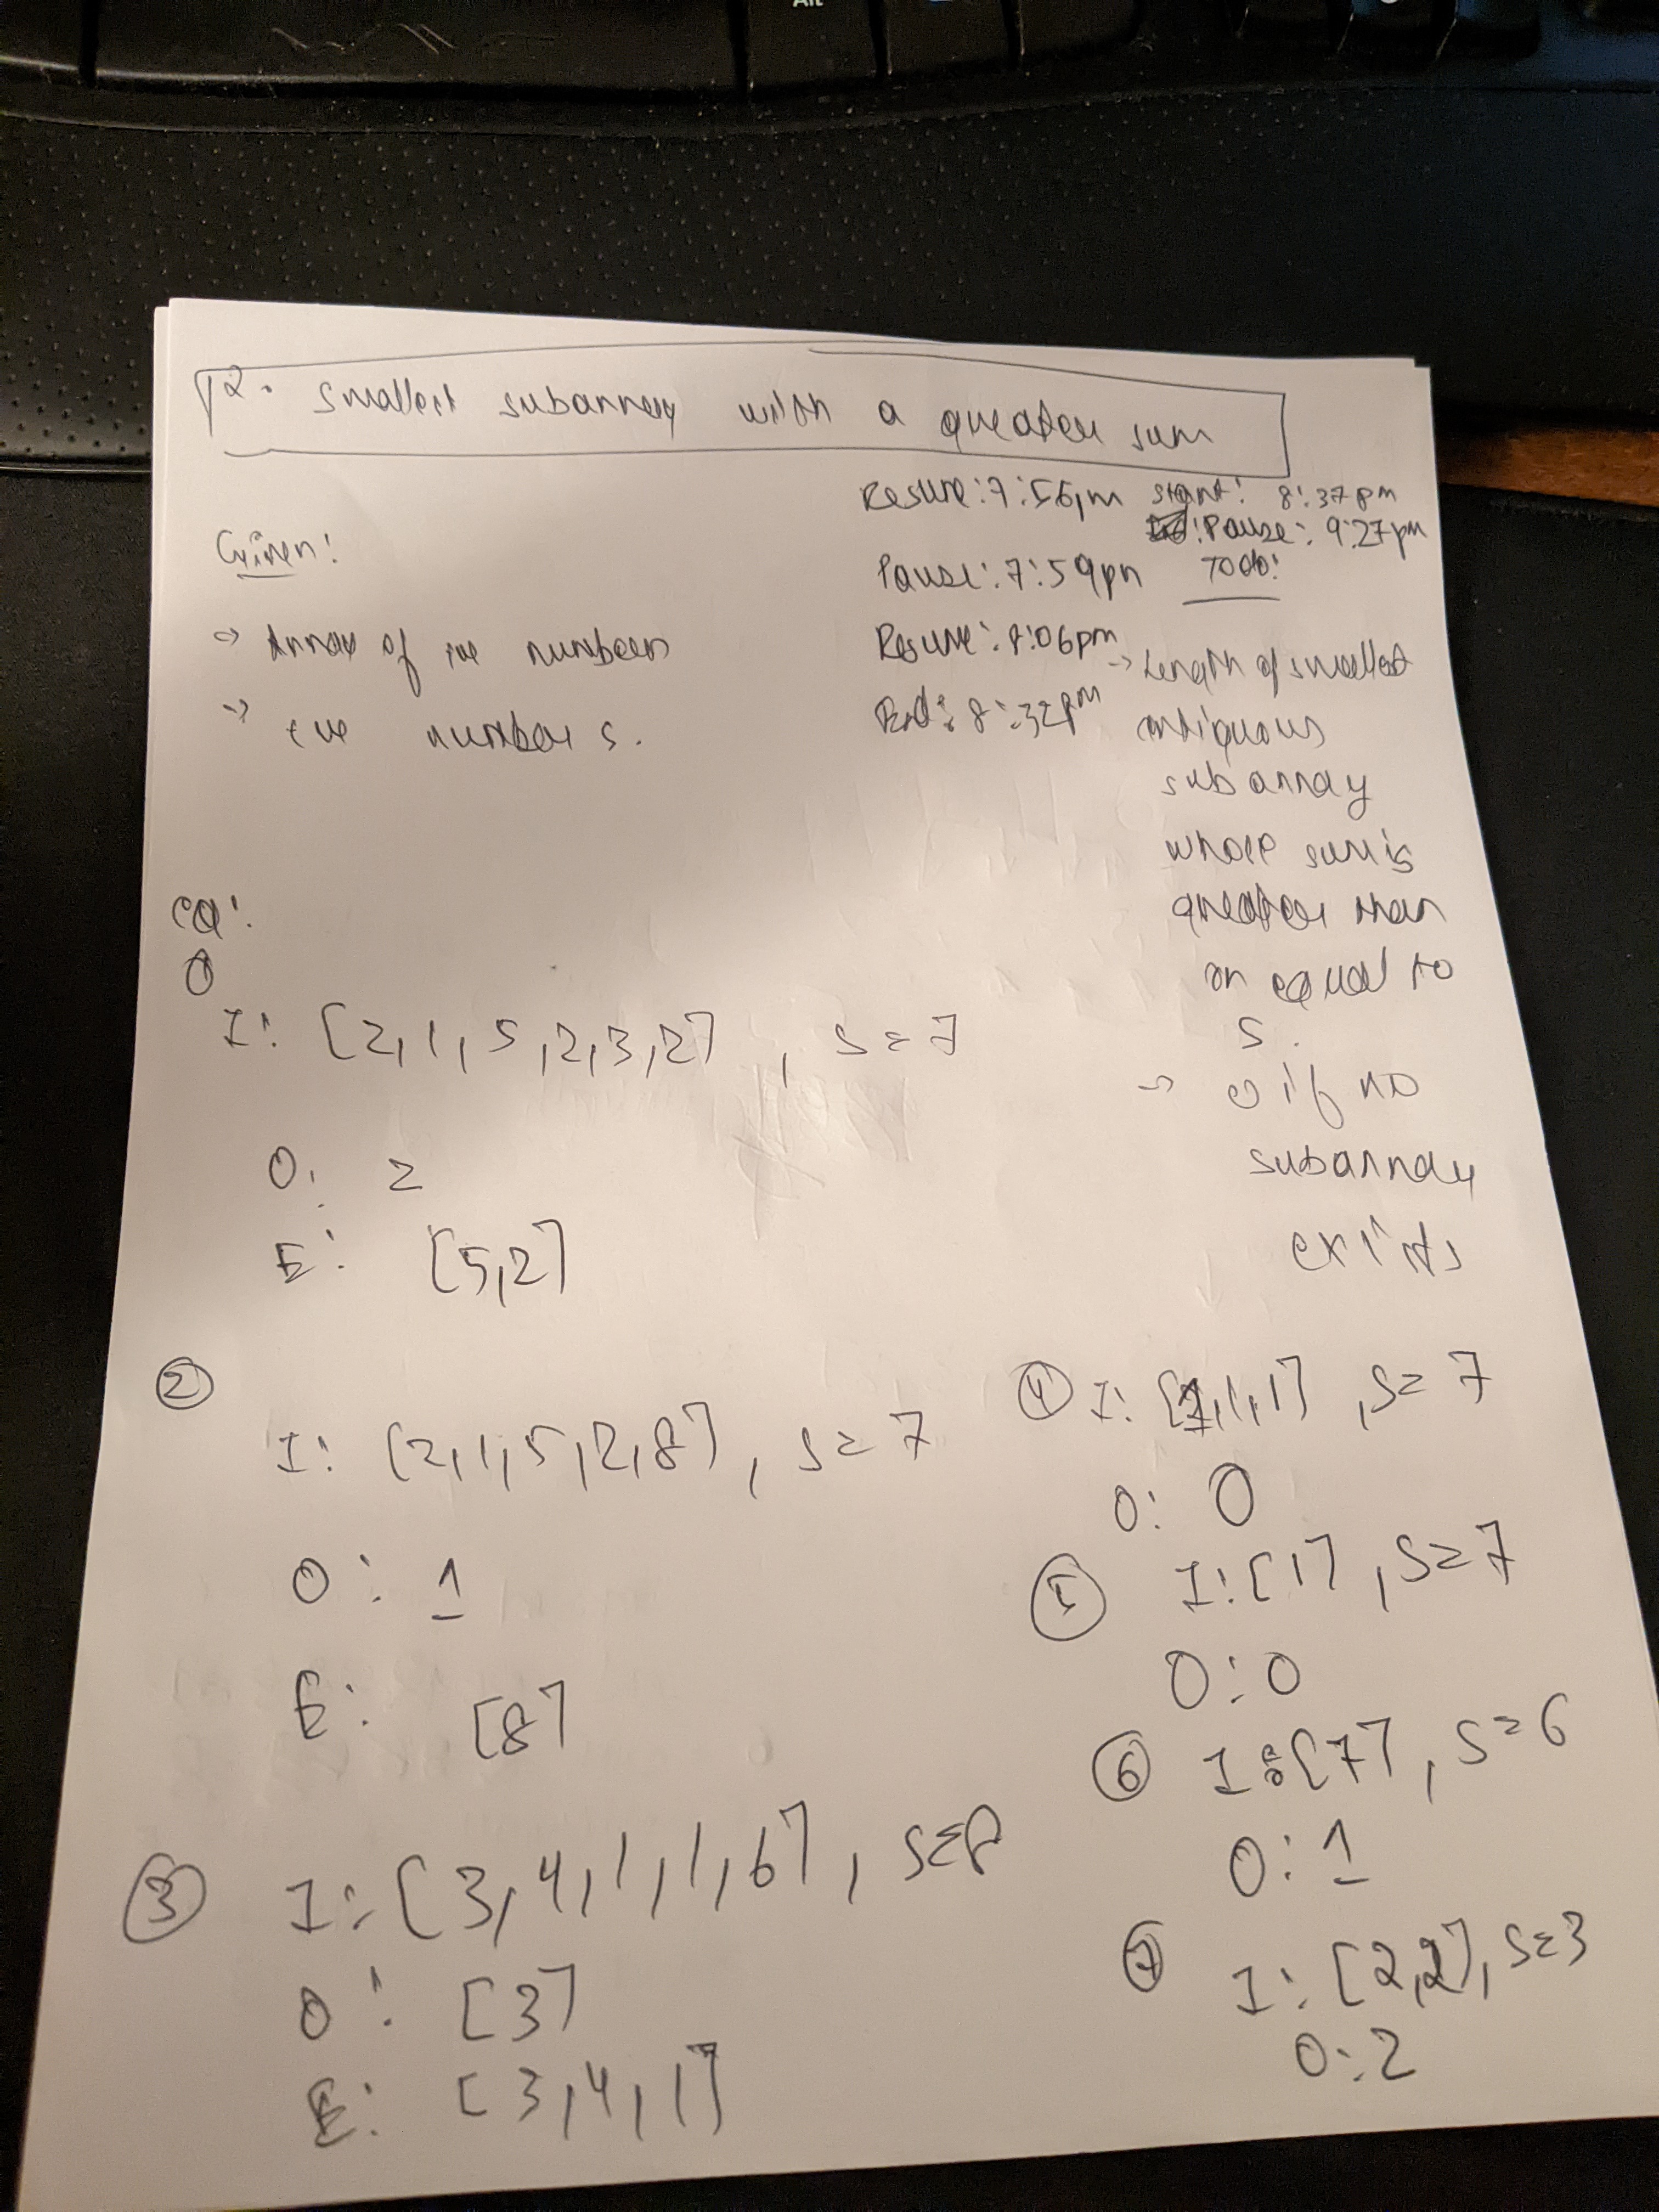 P2. Smallest subarray with a greater sum
Resume: 7:56pm
Pause: 7:59pm
Resume: 8:06pm
End: 8:32pm
Start: 8:37pm
: Pause: 9:27pm
Given:
→ Array of +ve numbers
→ +ve number S.
Todo:
→ Length of smallest
contiguous
subarray
whose sum is
greater than
or equal to
S.
→ 0 if no
subarray
exists
eg:
①
I: [2,1,5,2,3,2], S=7
O: 2
E: [5,2]
②
I: [2,1,5,2,8], S=7
O: 1
E: [8]
③ I: [3,4,1,1,6], S=8
O: [3]
E: [3,4,1]
④ I: [1,1,1], S=7
O: 0
⑤ I: [1], S=7
O: 0
⑥ I: [7], S=6
O: 1
⑦ I: [2,2], S=3
O: 2